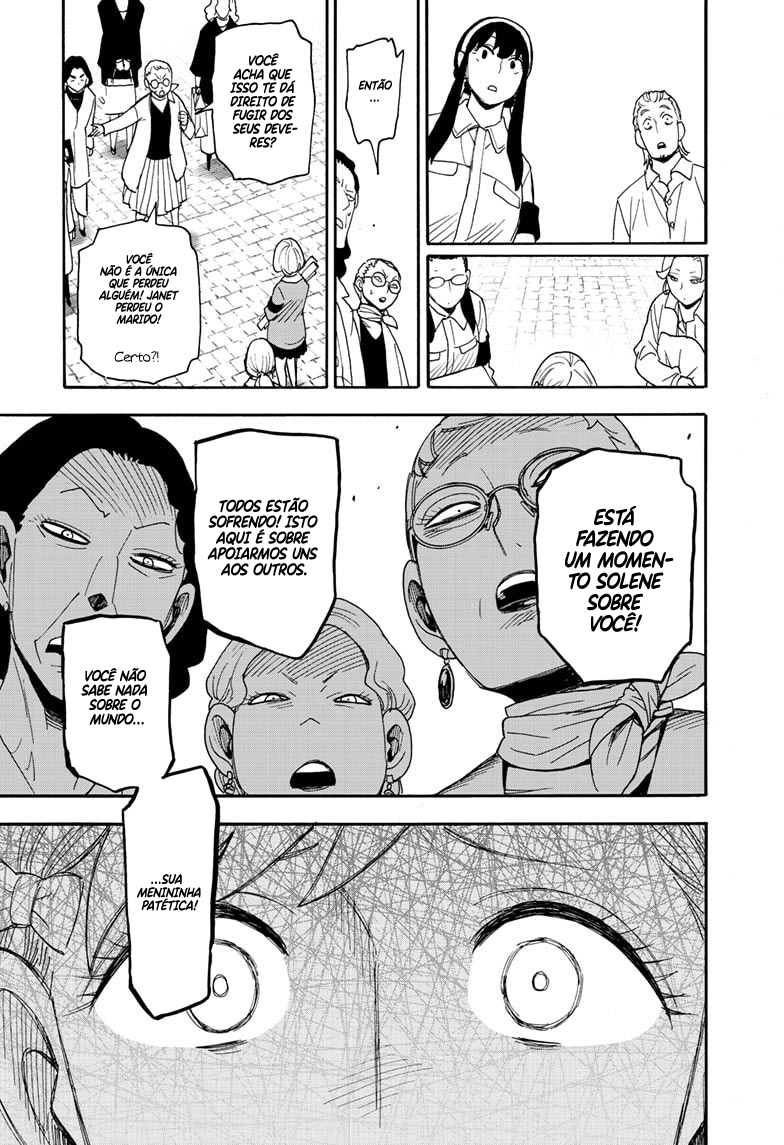 ENTÃO
...
VOCÊ
ACHA QUE
ISSO TE DÁ
DIREITO DE
FUGIR DOS
SEUS DEVE-
RES?
VOCÊ
NÃO É A ÚNICA
QUE PERDEU
ALGUÉM! JANET
PERDEU O
MARIDO!
Certo?!
ESTÁ
FAZENDO
UM MOMEN-
TO SOLENE
SOBRE
VOCÊ!
TODOS ESTÃO
SOFRENDO! ISTO
AQUI É SOBRE
APOIARMOS UNS
AOS OUTROS.
VOCÊ NÃO
SABE NADA
SOBRE O
MUNDO...
...SUA
MENININHA
PATÉTICA!